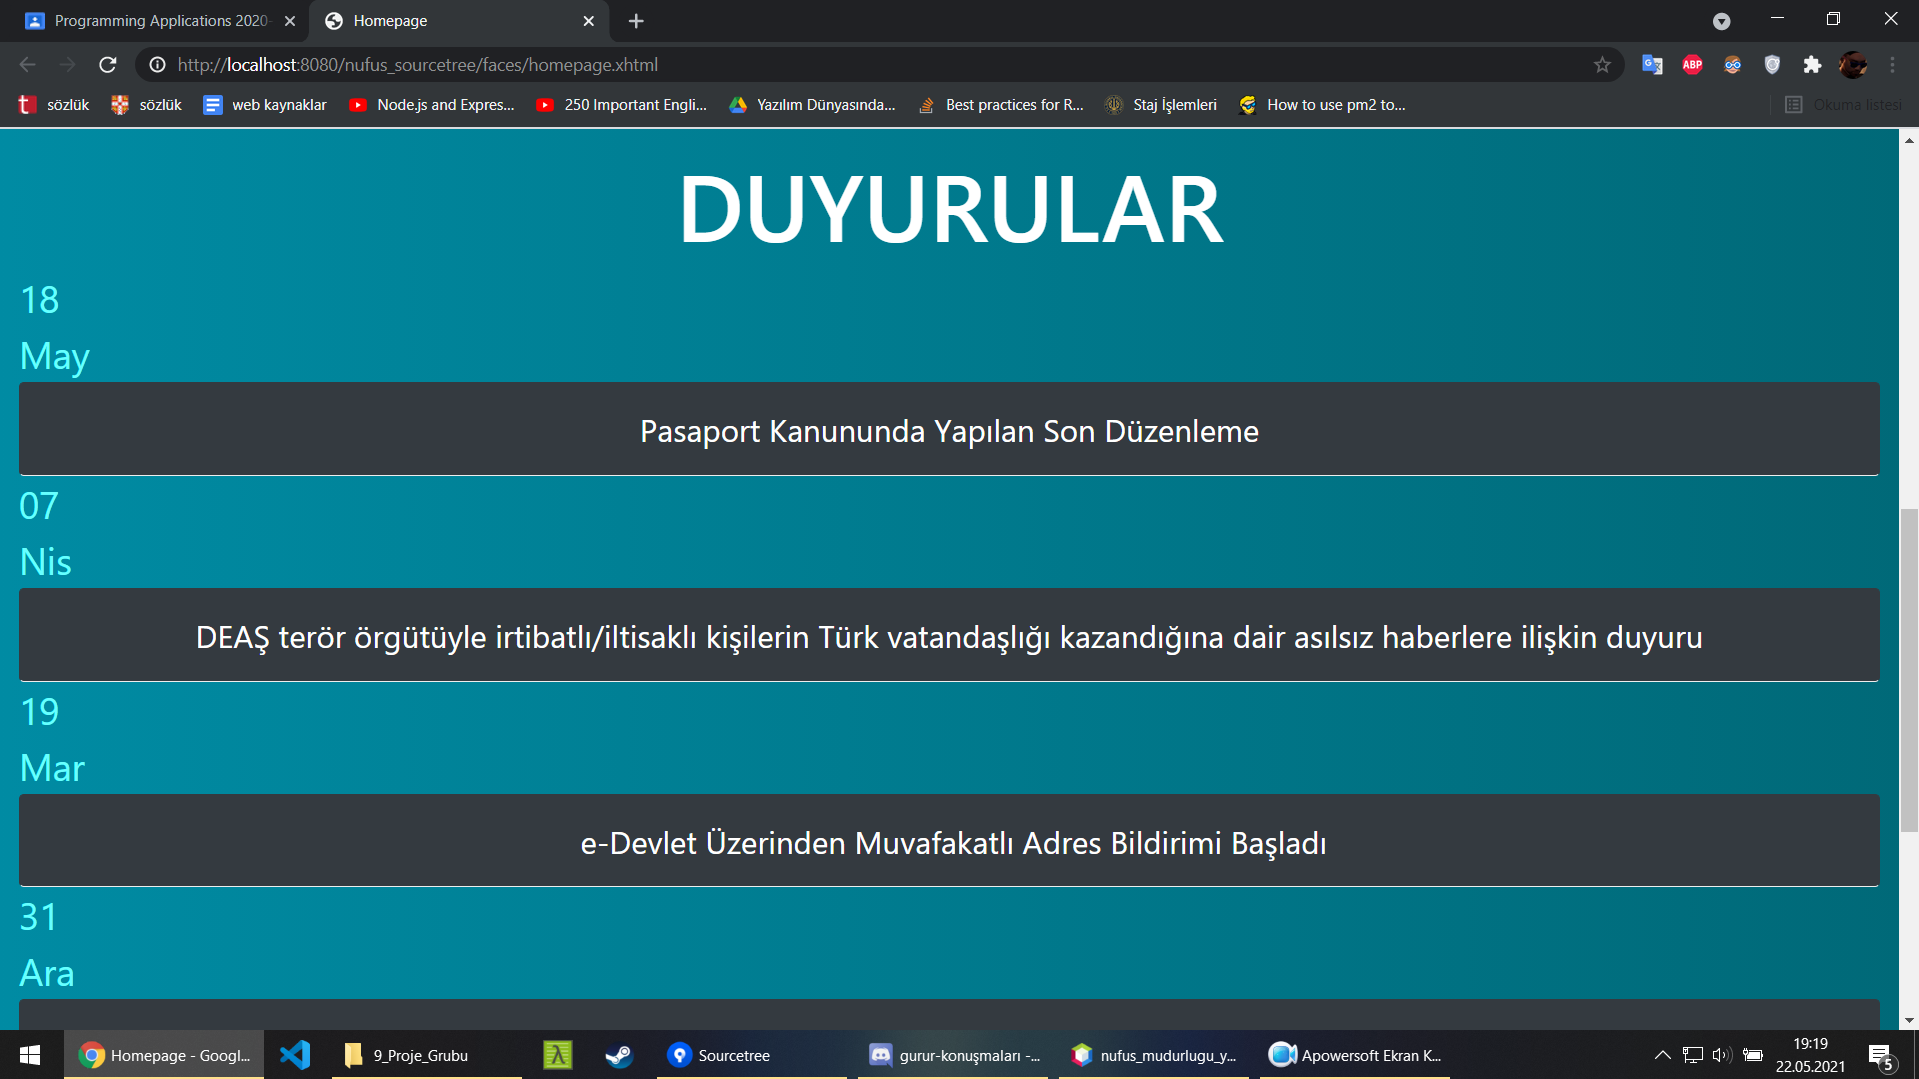 Programming Applications 2020-
Homepage
http://localhost:8080/nufus_sourcetree/faces/homepage.xhtml
ABP
sözlük
sözlük
web kaynaklar
Node.js and Expres...
250 Important Engli...
Yazılım Dünyasında...
Best practices for R...
Staj İşlemleri
How to use pm2 to...
Okuma listesi
DUYURULAR
18
May
Pasaport Kanununda Yapılan Son Düzenleme
07
Nis
DEAŞ terör örgütüyle irtibatlı/iltisaklı kişilerin Türk vatandaşlığı kazandığına dair asılsız haberlere ilişkin duyuru
19
Mar
e-Devlet Üzerinden Muvafakatlı Adres Bildirimi Başladı
31
Ara
Homepage - Googl...
9_Proje_Grubu
Sourcetree
gurur-konuşmaları -...
nufus_mudurlugu_y...
Apowersoft Ekran K...
19:19
22.05.2021
5